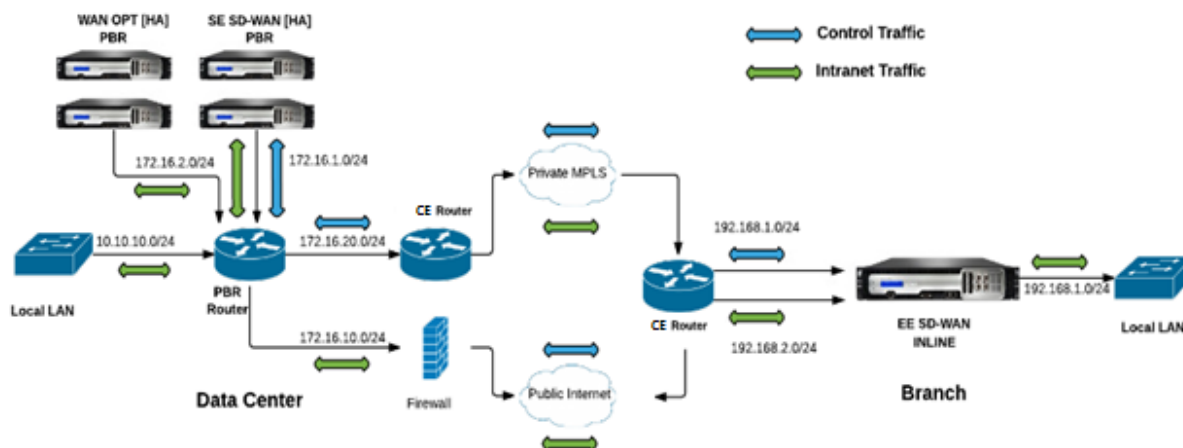 WAN OPT [HA]
PBR
SE SD-WAN [HA]
PBR
Control Traffic
Intranet Traffic
172.16.2.0/24
172.16.1.0/24
Private MPLS
CE Router
10.10.10.0/24
172.16.20.0/24
192.168.1.0/24
Local LAN
PBR
Router
CE Router
192.168.1.0/24
Local LAN
EE SD-WAN
INLINE
172.16.10.0/24
192.168.2.0/24
Data Center
Firewall
Public Internet
Branch